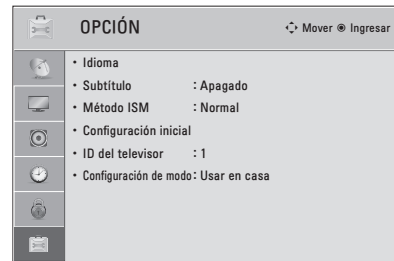 OPCIÓN
Mover Ingresar
• Idioma
• Subtítulo : Apagado
• Método ISM : Normal
• Configuración inicial
• ID del televisor : 1
• Configuración de modo : Usar en casa